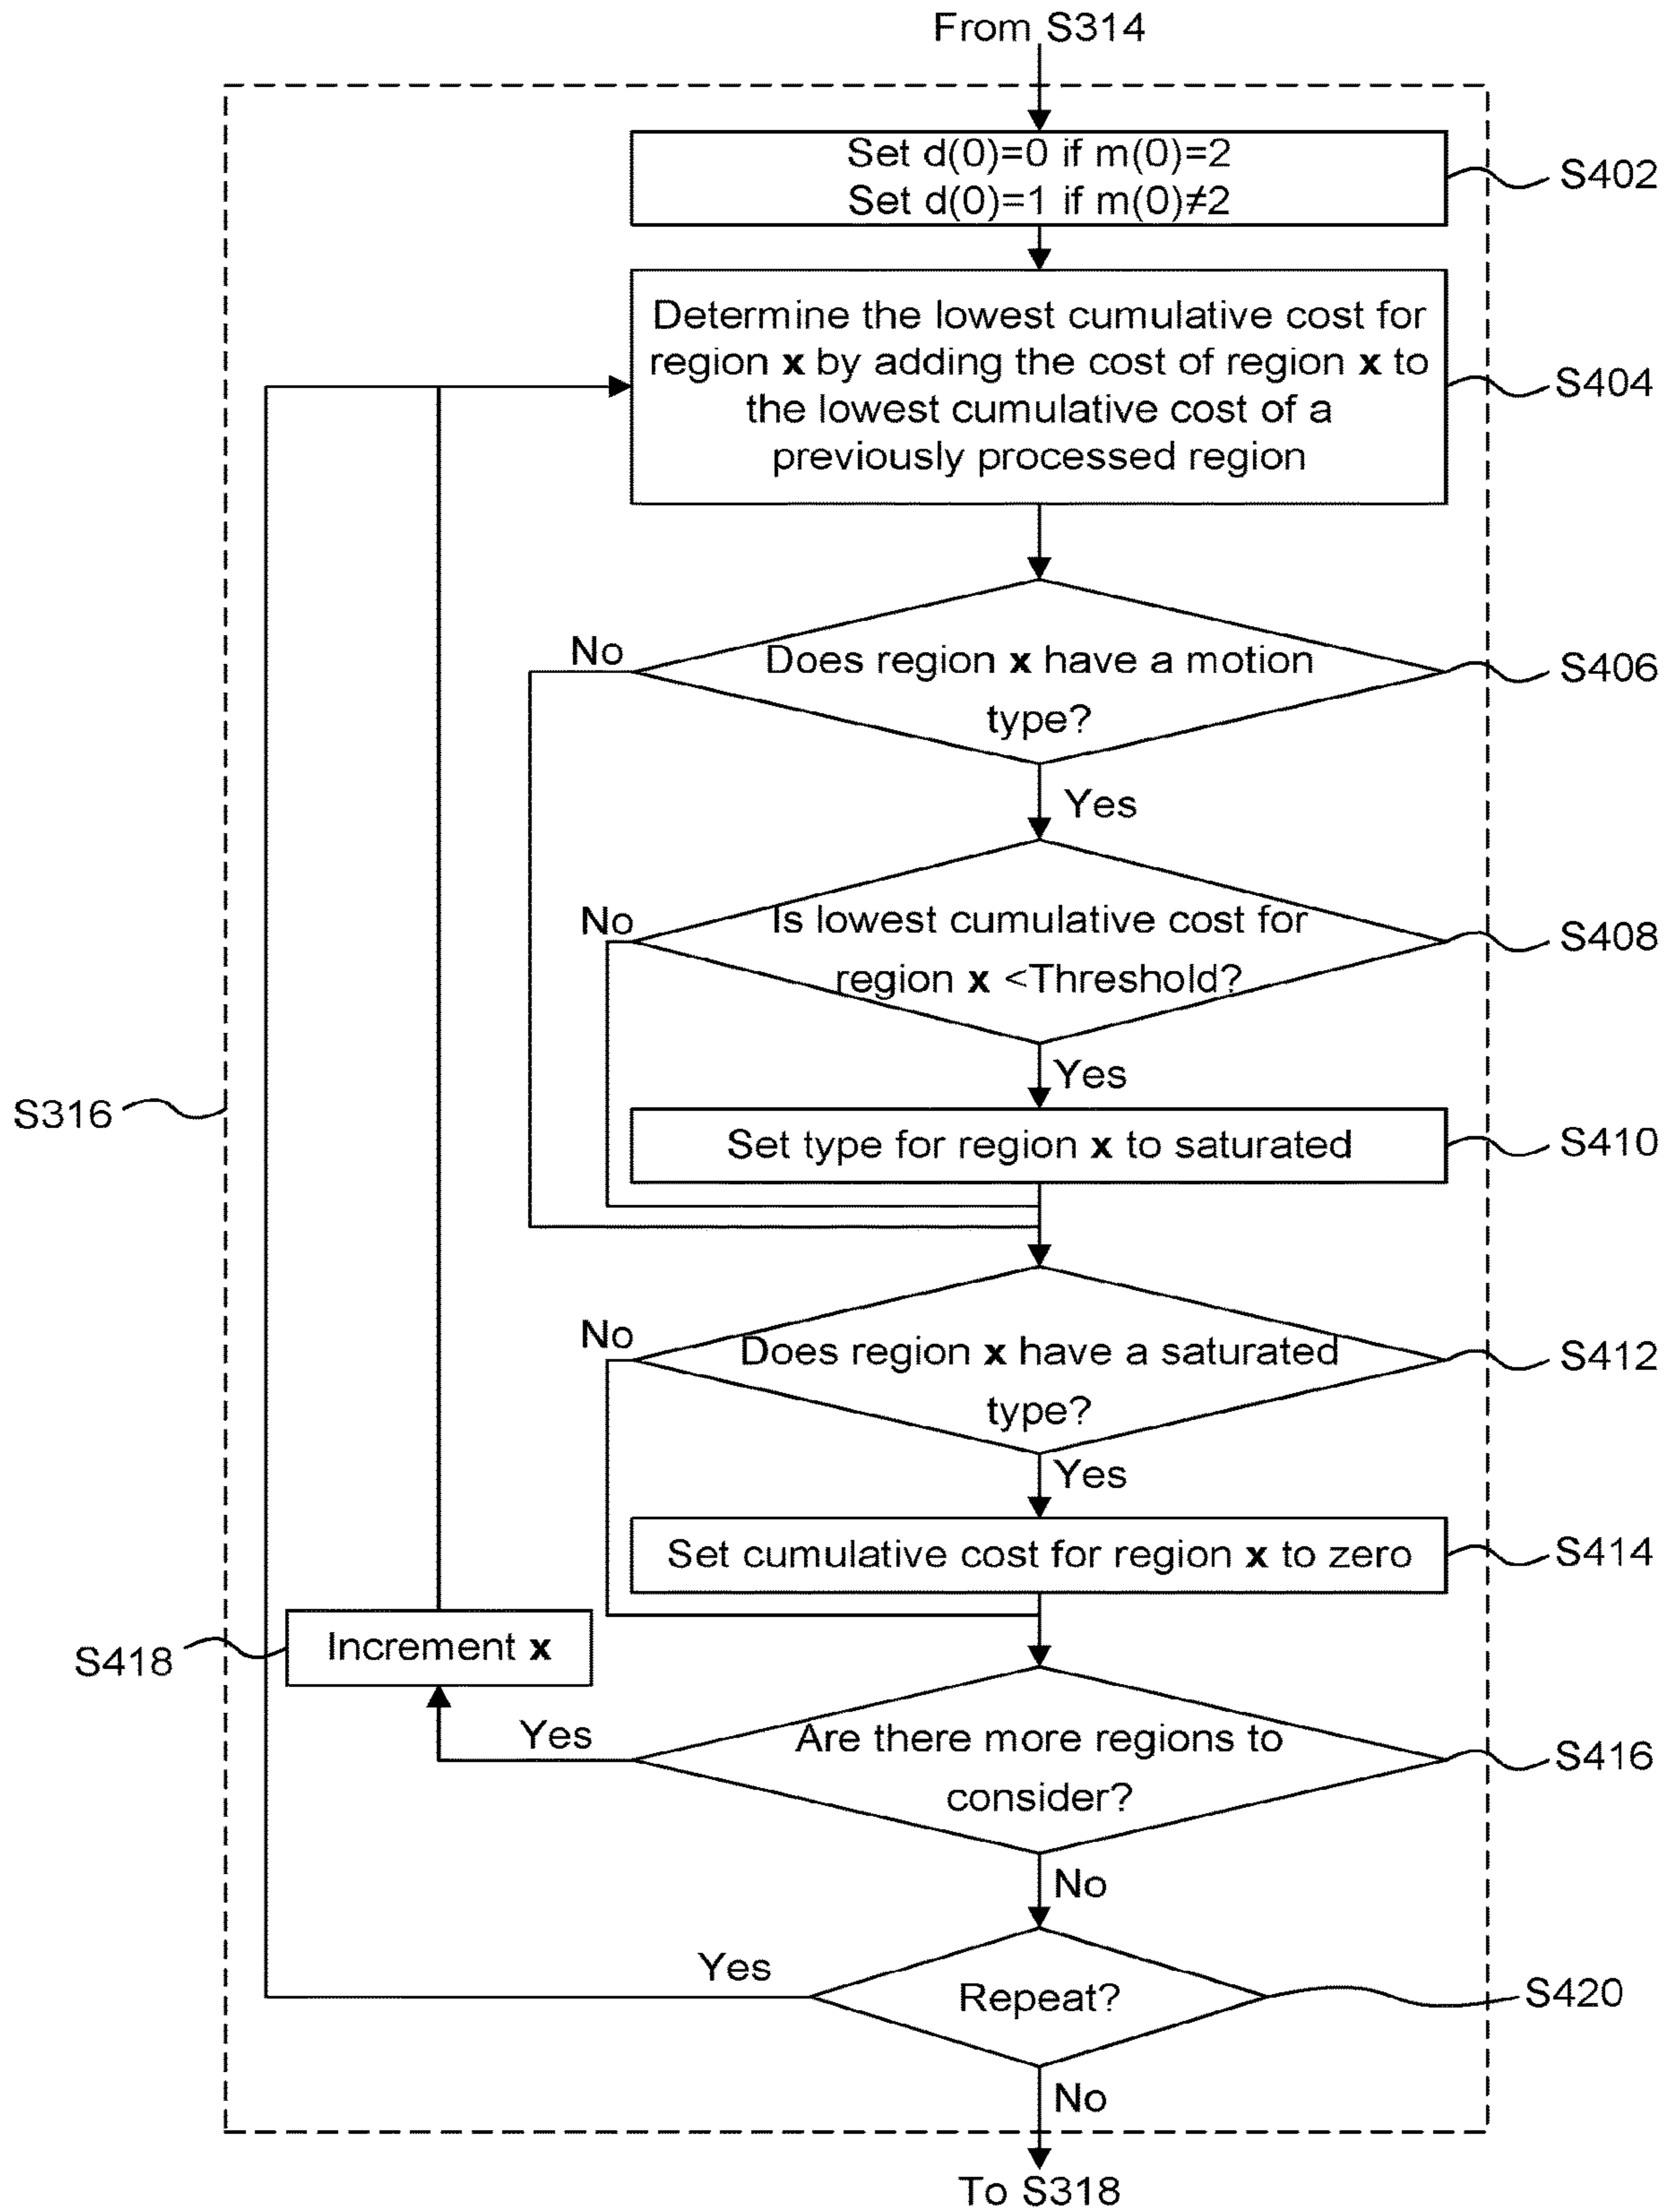 From S314
Set d(0)=0 if m(0)=2
Set d(0)=1 if m(0)≠2
S402
Determine the lowest cumulative cost for
region x by adding the cost of region x to
the lowest cumulative cost of a
previously processed region
S404
No
Does region x have a motion
type?
S406
Yes
No
Is lowest cumulative cost for
region x <Threshold?
S408
Yes
S316
Set type for region x to saturated
S410
No
Does region x have a saturated
type?
S412
Yes
Set cumulative cost for region x to zero
S414
S418
Increment x
Yes
Are there more regions to
consider?
S416
No
Yes
Repeat?
S420
No
To S318